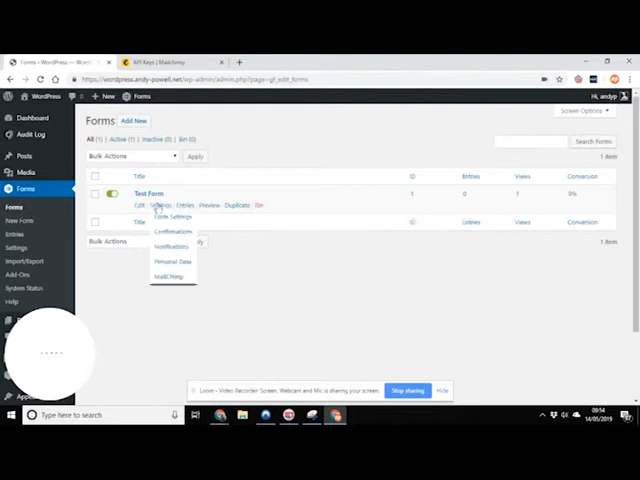 Forms ‹ WordPress — Word
API Keys | Mailchimp
https://wordpress.andy-powell.net/wp-admin/admin.php?page=gf_edit_forms
WordPress 0 New Forms Hi, andyp
Screen Options
Forms Add New
All (1) | Active (1) | Inactive (0) | Bin (0)
Search Forms
Bulk Actions Apply 1 item
Title ID Entries Views Conversion
Test Form 1 0 1 0%
Edit Settings Entries Preview Duplicate Bin
Form Settings
Confirmations
Notifications
Personal Data
MailChimp
Title ID Entries Views Conversion
Bulk Actions 1 item
Dashboard
Audit Log
Posts
Media
Forms
Forms
New Form
Entries
Settings
Import/Export
Add-Ons
System Status
Help
Loom - Video Recorder: Screen, Webcam and Mic is sharing your screen. Stop sharing Hide
Type here to search
09:54
14/05/2019